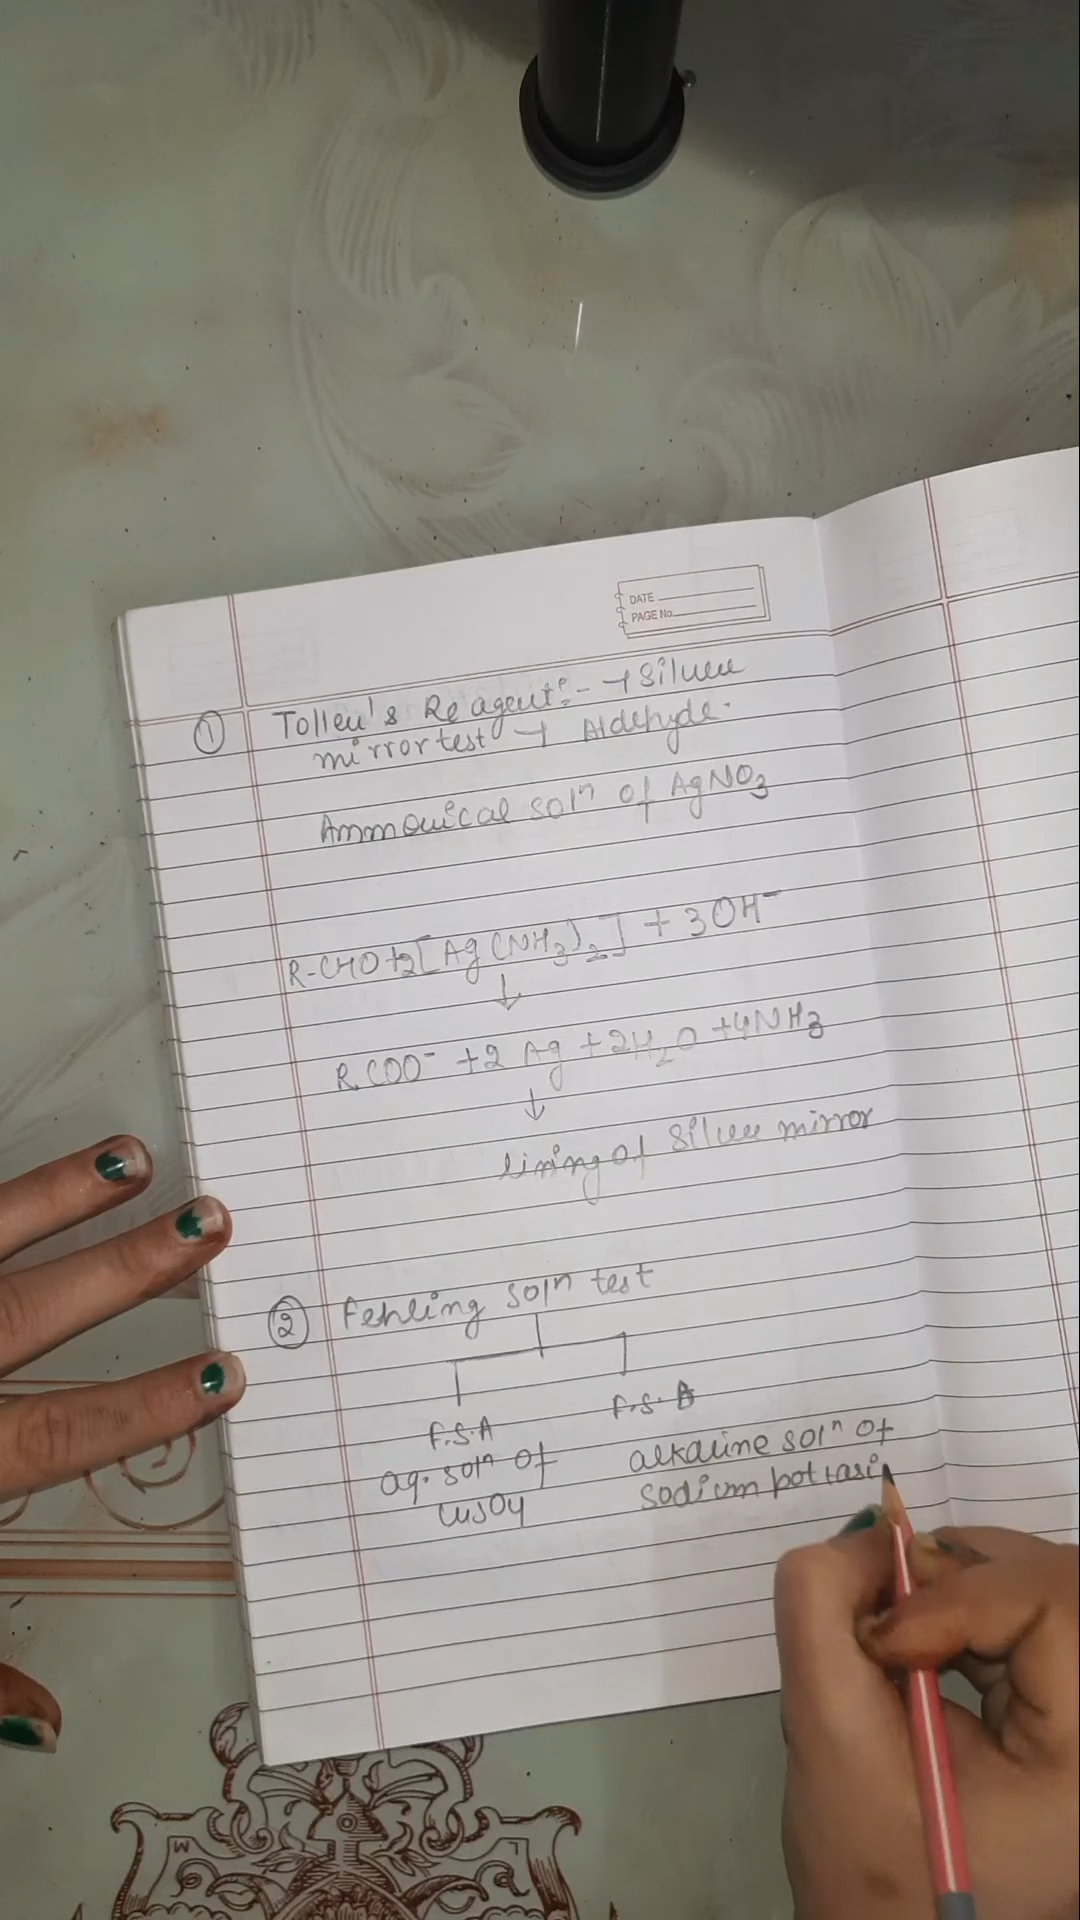 DATE
PAGE No.
① Tollen's Reagent:- → Silver
mirror test → Aldehyde.
Ammonical solⁿ of AgNO₃
R-CHO+2[Ag(NH₃)₂] + 3OH⁻
↓
RCOO⁻ +2 Ag +2H₂O +4NH₃
↓
lining of silver mirror
② Fehling solⁿ test
F.S.A F.S.B
aq. solⁿ of alkaline solⁿ of
CuSO4 sodium pottasi